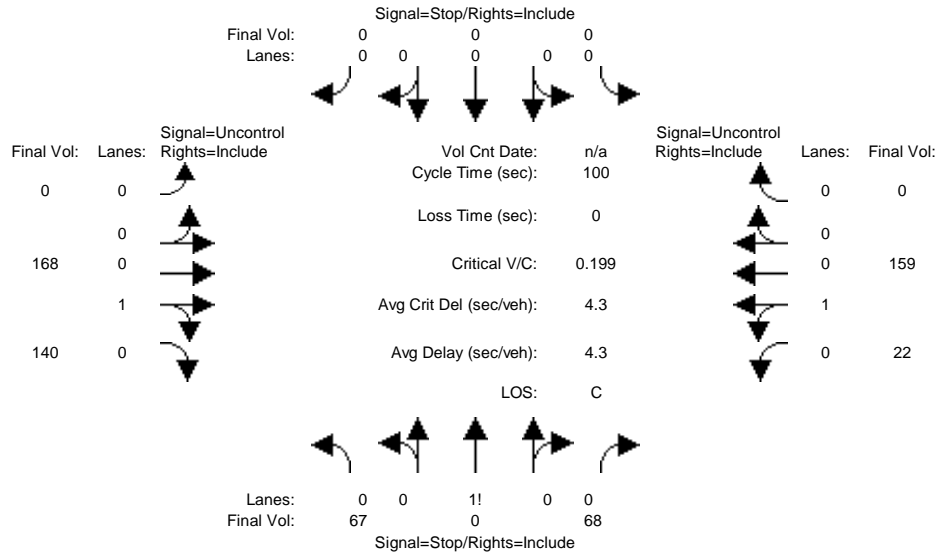 Signal=Stop/Rights=Include
Final Vol: 0 0 0
Lanes: 0 0 0 0 0
Signal=Uncontrol Signal=Uncontrol
Final Vol: Lanes: Rights=Include Vol Cnt Date: n/a Rights=Include Lanes: Final Vol:
Cycle Time (sec): 100
0 0 0 0
Loss Time (sec): 0
0 0
168 0 Critical V/C: 0.199 0 159
1 Avg Crit Del (sec/veh): 4.3 1
140 0 Avg Delay (sec/veh): 4.3 0 22
LOS: C
Lanes: 0 0 1! 0 0
Final Vol: 67 0 68
Signal=Stop/Rights=Include